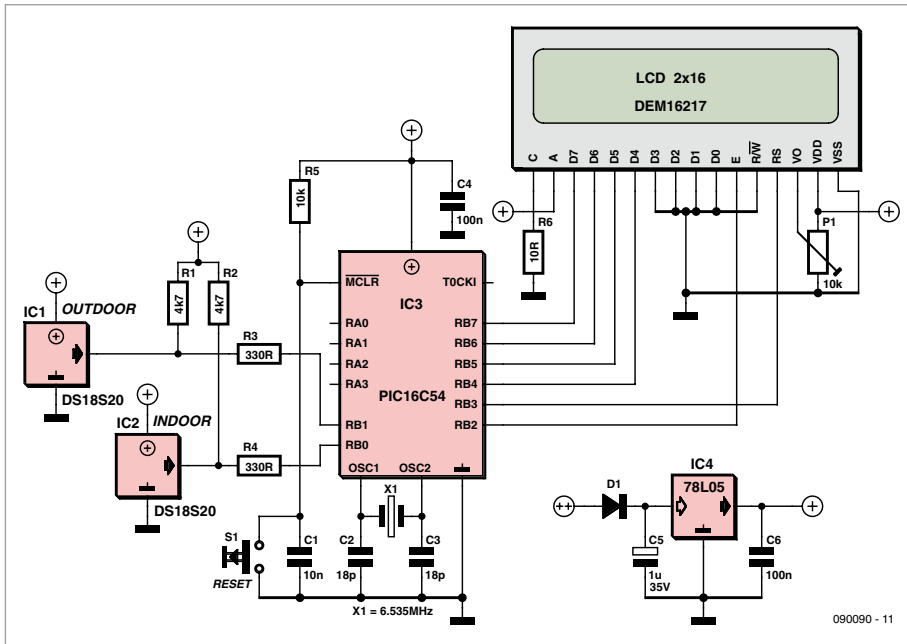 LCD 2x16
DEM16217
C A D7 D6 D5 D4 D3 D2 D1 D0 E R/W RS VO VDD VSS
R5
10k
C4
100n
R6
10R
P1
10k
R1
4k7
R2
4k7
IC1
OUTDOOR
DS18S20
IC2
INDOOR
DS18S20
R3
330R
R4
330R
MCLR
T0CKI
IC3
RA0
RA1
RA2
RA3
PIC16C54
RB7
RB6
RB5
RB4
RB3
RB2
RB1
RB0
OSC1
OSC2
X1
S1
RESET
C1
10n
C2
18p
C3
18p
X1 = 6.535MHz
D1
IC4
78L05
C5
1u
35V
C6
100n
090090 - 11